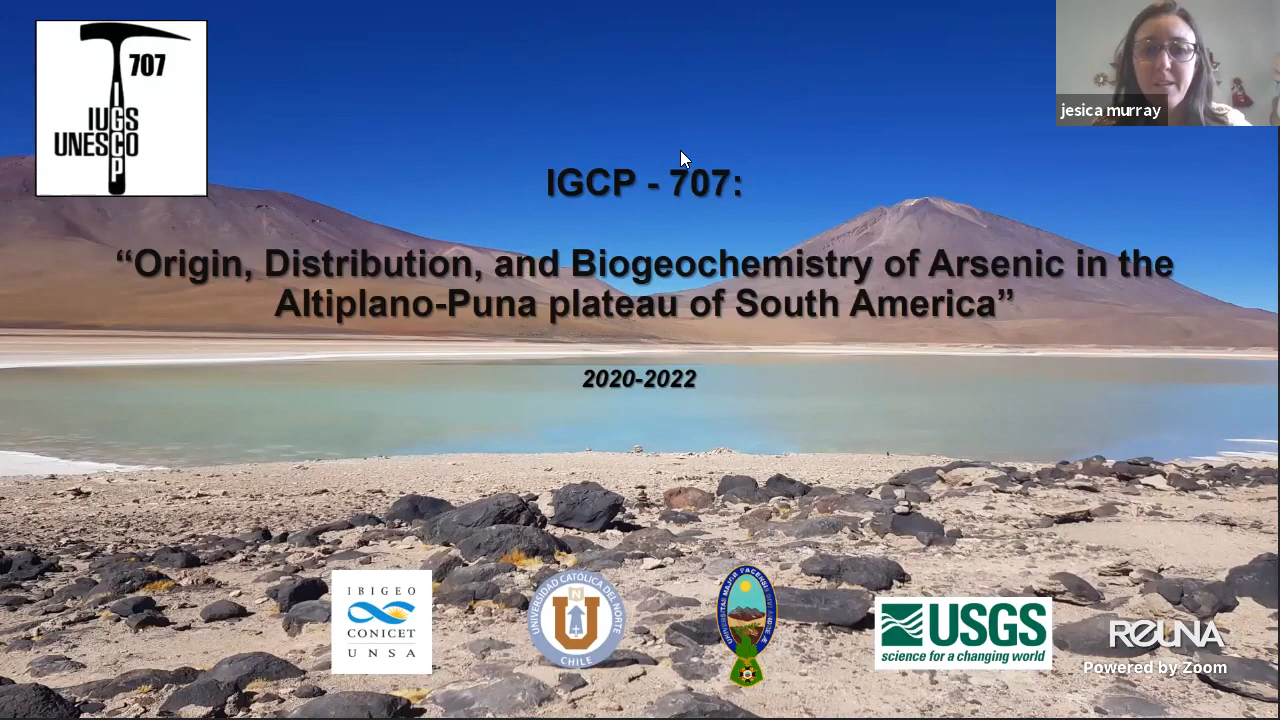 707
IUGS
UNESCO
IGCP
jesica murray
IGCP - 707:
“Origin, Distribution, and Biogeochemistry of Arsenic in the
Altiplano-Puna plateau of South America”
2020-2022
IBIGEO
CONICET
UNSA
UNIVERSIDAD CATOLICA DEL NORTE
CHILE
USGS
science for a changing world
REUNA
Powered by Zoom